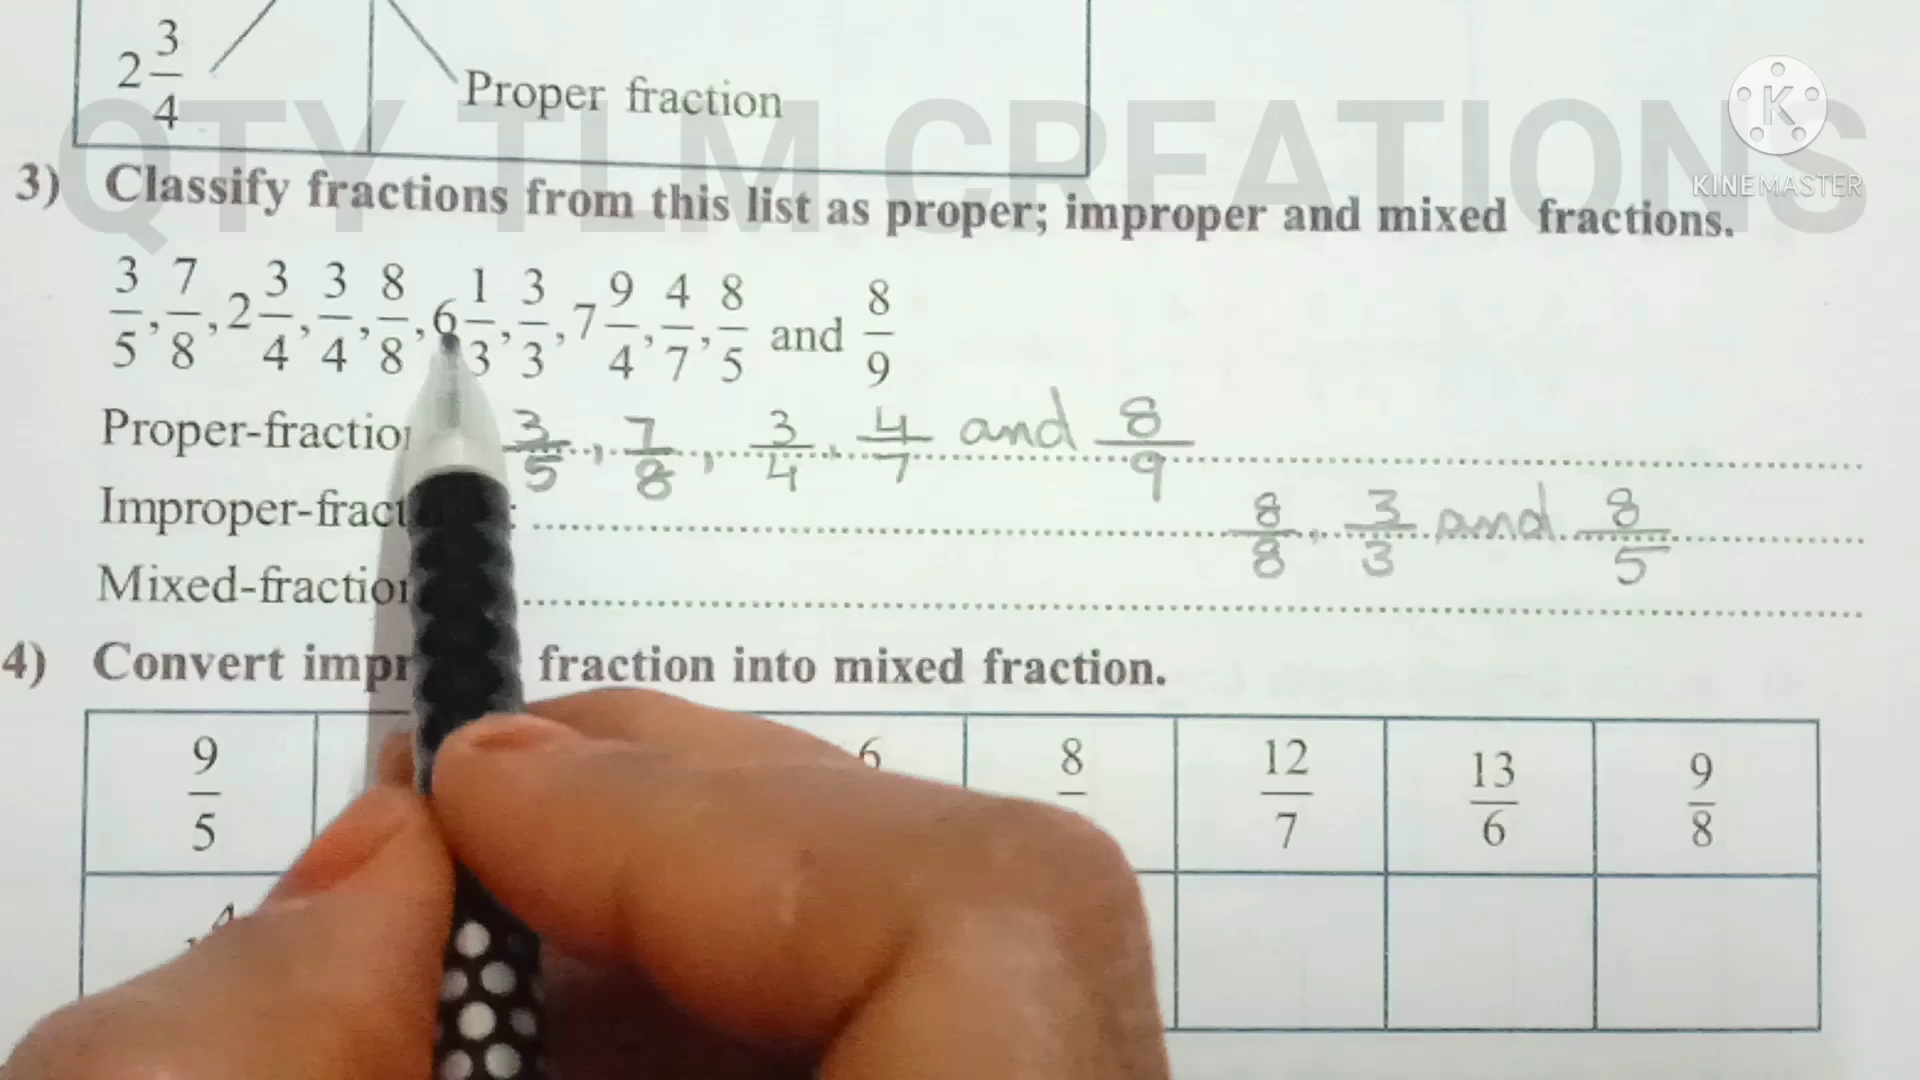 2 3/4
Proper fraction
QTY TLM CREATIONS
K
KINEMASTER
3) Classify fractions from this list as proper; improper and mixed fractions.
3/5, 7/8, 2 3/4, 3/4, 8/8, 6 1/3, 3/3, 7 9/4, 4/7, 8/5 and 8/9
Proper-fraction 3/5, 7/8, 3/4, 4/7 and 8/9
Improper-fract : 8/8, 3/3 and 8/5
Mixed-fraction
4) Convert impr fraction into mixed fraction.
9/5 6 8 12/7 13/6 9/8
4